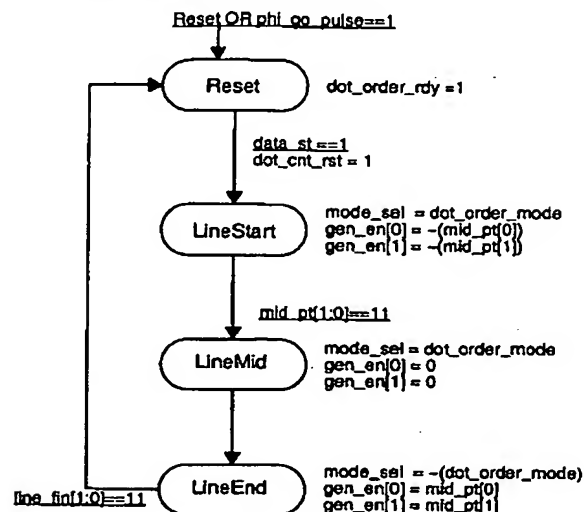 Reset OR phi_go_pulse==1
Reset
dot_order_rdy =1
data_st==1
dot_cnt_rst = 1
LineStart
mode_sel = dot_order_mode
gen_en[0] = ~(mid_pt[0])
gen_en[1] = ~(mid_pt[1])
mid_pt[1:0]==11
LineMid
mode_sel = dot_order_mode
gen_en[0] = 0
gen_en[1] = 0
LineEnd
mode_sel = ~(dot_order_mode)
gen_en[0] = mid_pt[0]
gen_en[1] = mid_pt[1]
line_fin[1:0]==11